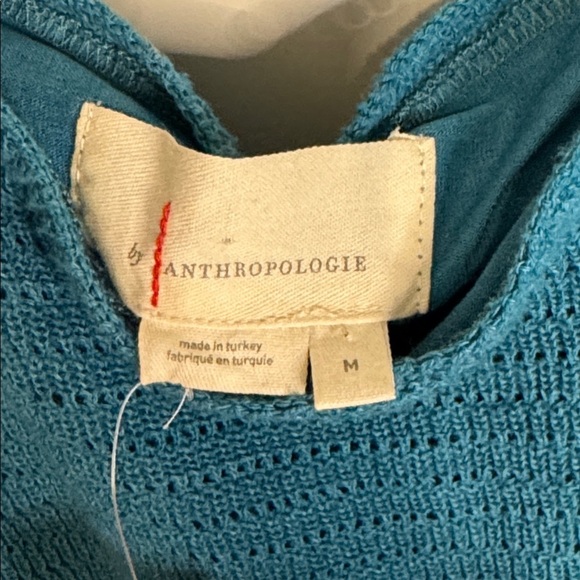 by ANTHROPOLOGIE
made in turkey
fabriqué en turquie
M